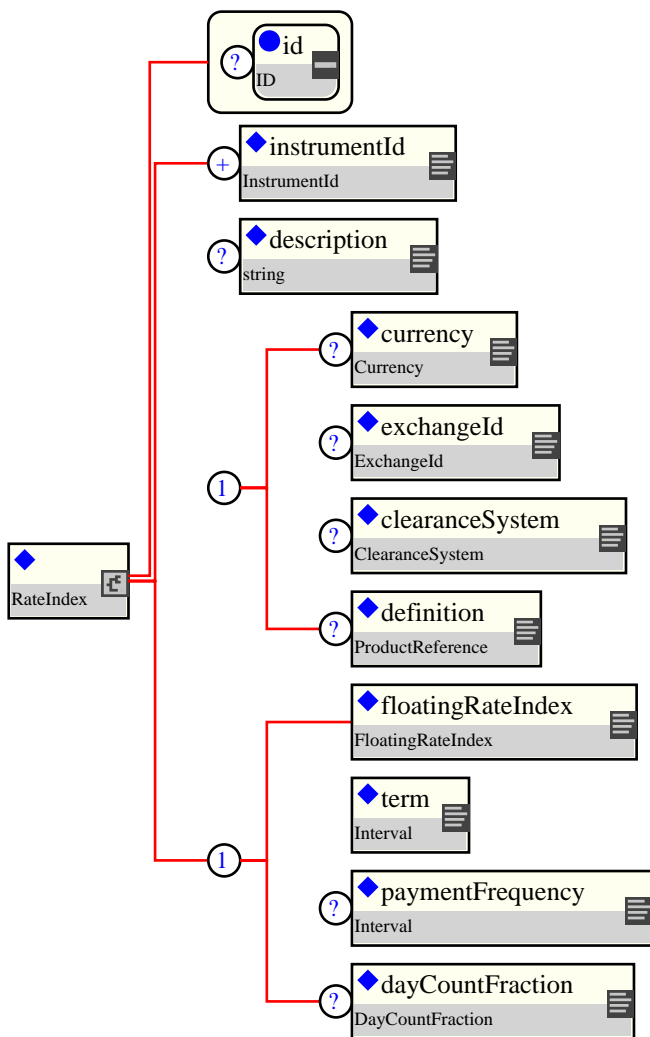 ? id
ID
+ instrumentId
InstrumentId
? description
string
? currency
Currency
? exchangeId
ExchangeId
1
? clearanceSystem
ClearanceSystem
RateIndex
? definition
ProductReference
floatingRateIndex
FloatingRateIndex
term
Interval
1
? paymentFrequency
Interval
? dayCountFraction
DayCountFraction